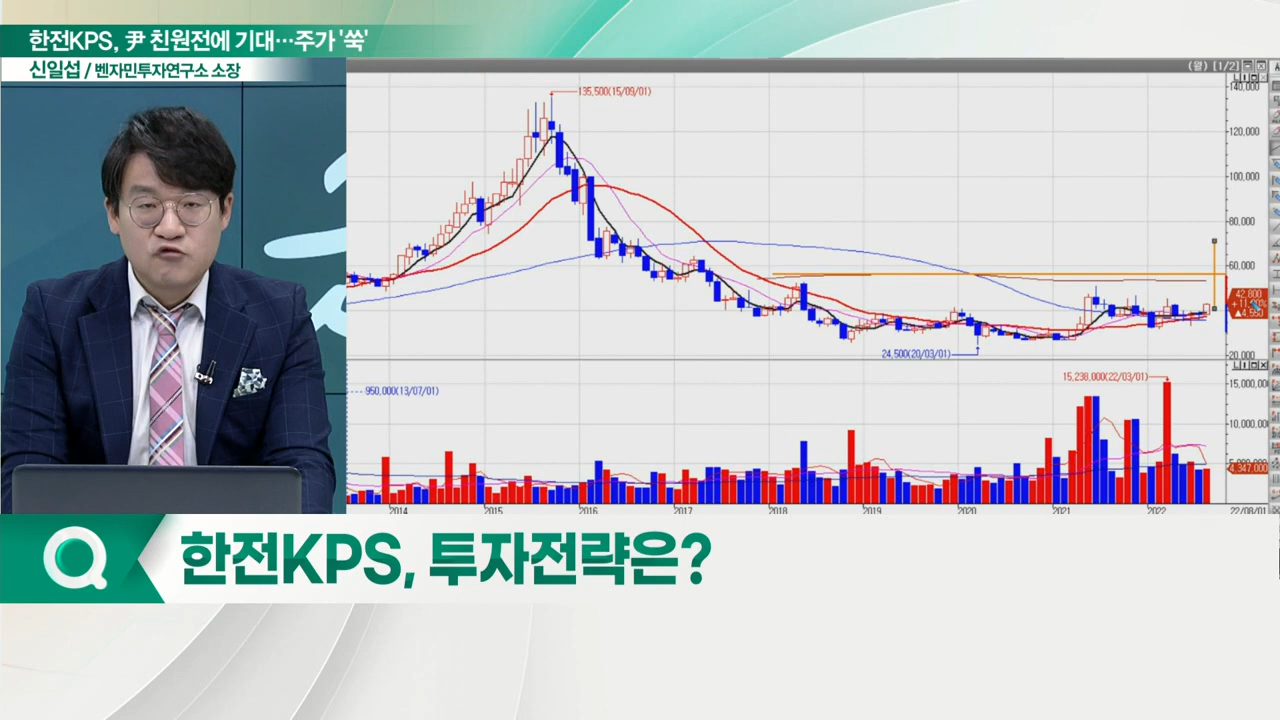 한전KPS, 尹 친원전에 기대…주가 '쑥'
신일섭 / 벤자민투자연구소 소장
(월) [1/2]
135,500(15/09/01)
140,000
120,000
100,000
80,000
60,000
42,800
20,000
24,500(20/03/01)
950,000(13/07/01)
15,238,000(22/03/01)
15,000,000
10,000,000
4,347,000
2014 2015 2016 2017 2018 2019 2020 2021 2022 22/08/01
한전KPS, 투자전략은?